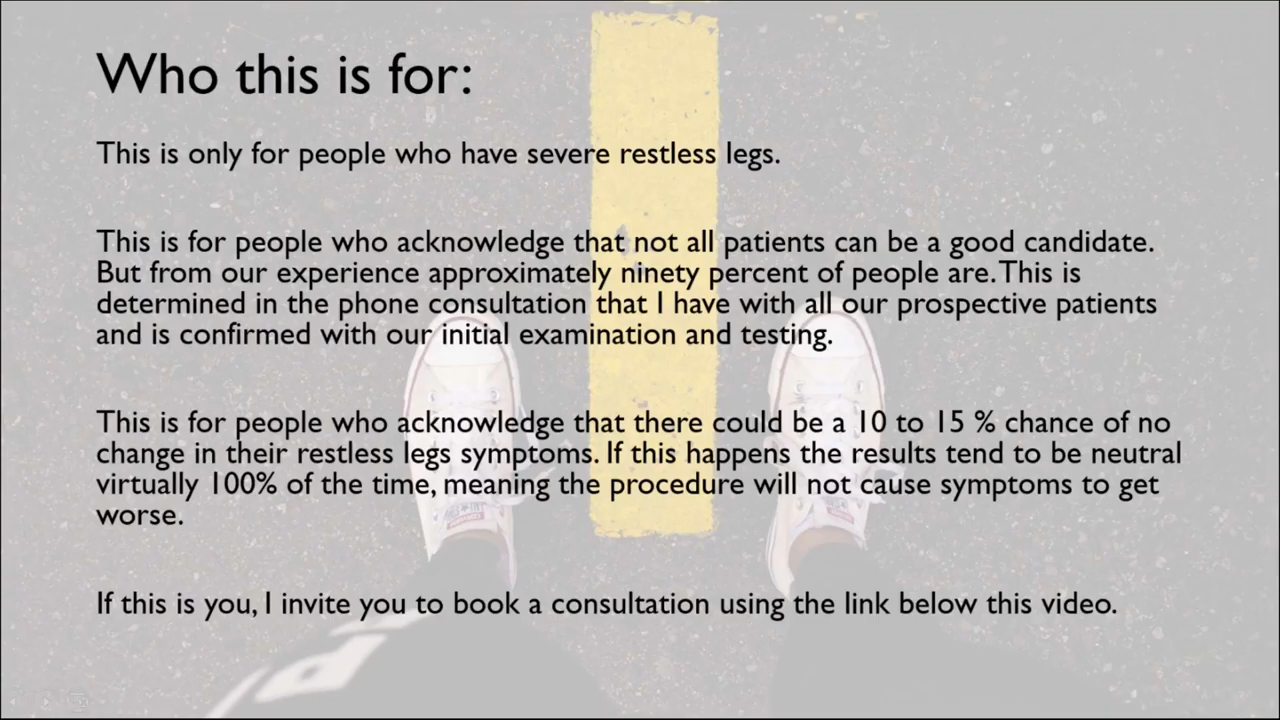 Who this is for:
This is only for people who have severe restless legs.
This is for people who acknowledge that not all patients can be a good candidate.
But from our experience approximately ninety percent of people are. This is
determined in the phone consultation that I have with all our prospective patients
and is confirmed with our initial examination and testing.
This is for people who acknowledge that there could be a 10 to 15 % chance of no
change in their restless legs symptoms. If this happens the results tend to be neutral
virtually 100% of the time, meaning the procedure will not cause symptoms to get
worse.
If this is you, I invite you to book a consultation using the link below this video.